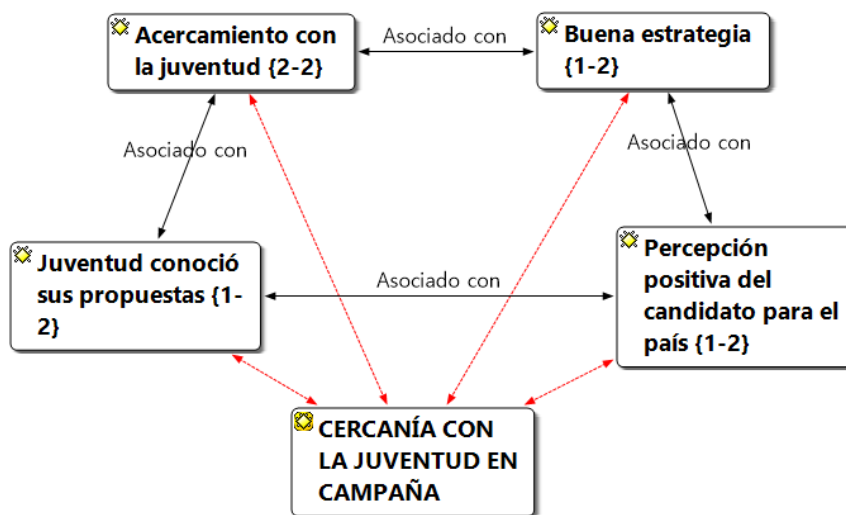 Acercamiento con
la juventud {2-2}
Asociado con
Buena estrategia
{1-2}
Asociado con
Asociado con
Juventud conoció
sus propuestas {1-
2}
Asociado con
Percepción
positiva del
candidato para el
país {1-2}
CERCANÍA CON
LA JUVENTUD EN
CAMPAÑA